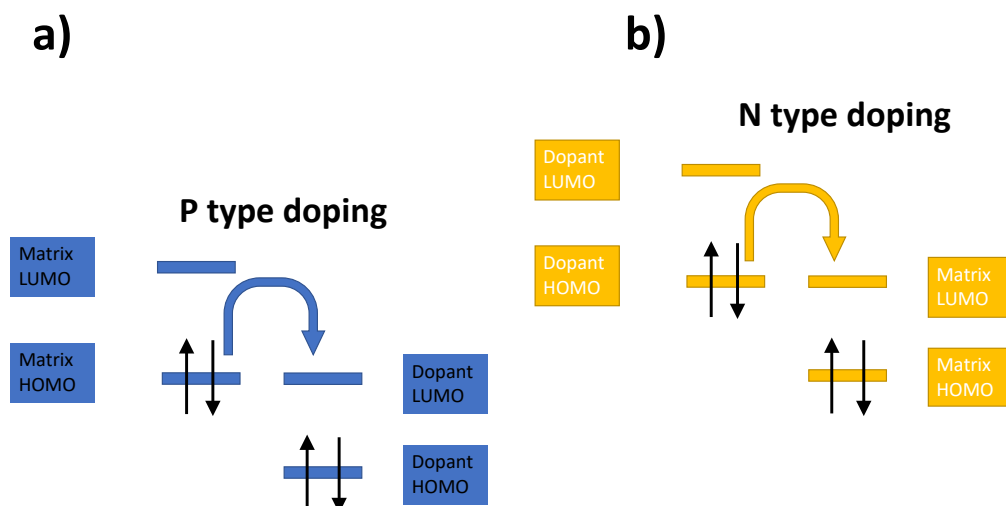 a)
P type doping
Matrix
LUMO
Matrix
HOMO
Dopant
LUMO
Dopant
HOMO
b)
N type doping
Dopant
LUMO
Dopant
HOMO
Matrix
LUMO
Matrix
HOMO